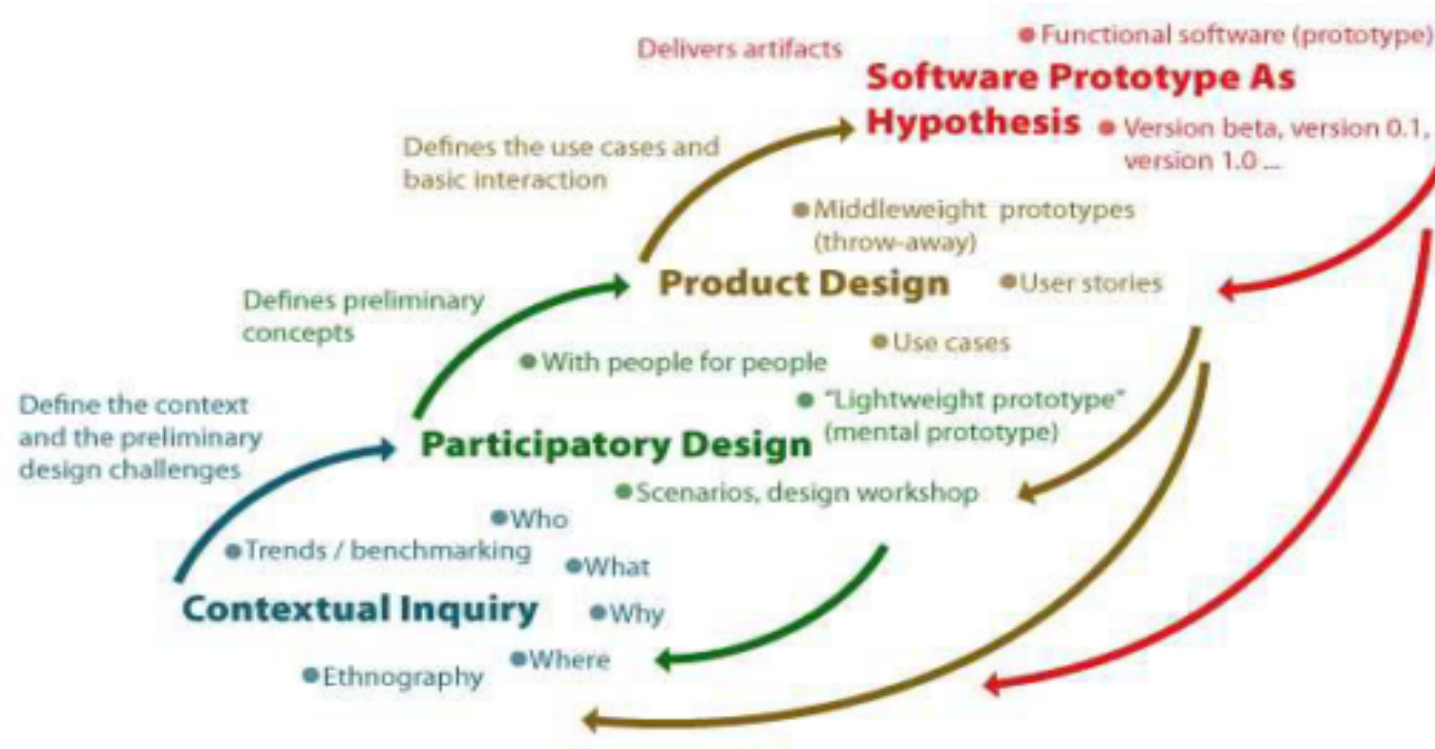 Delivers artifacts
• Functional software (prototype)
Software Prototype As
Hypothesis
• Version beta, version 0.1,
version 1.0 ...
Defines the use cases and
basic interaction
• Middleweight prototypes
(throw-away)
Product Design
• User stories
• Use cases
Defines preliminary
concepts
• With people for people
• "Lightweight prototype"
(mental prototype)
Participatory Design
• Scenarios, design workshop
Define the context
and the preliminary
design challenges
• Who
• Trends / benchmarking
• What
Contextual Inquiry
• Why
• Where
• Ethnography